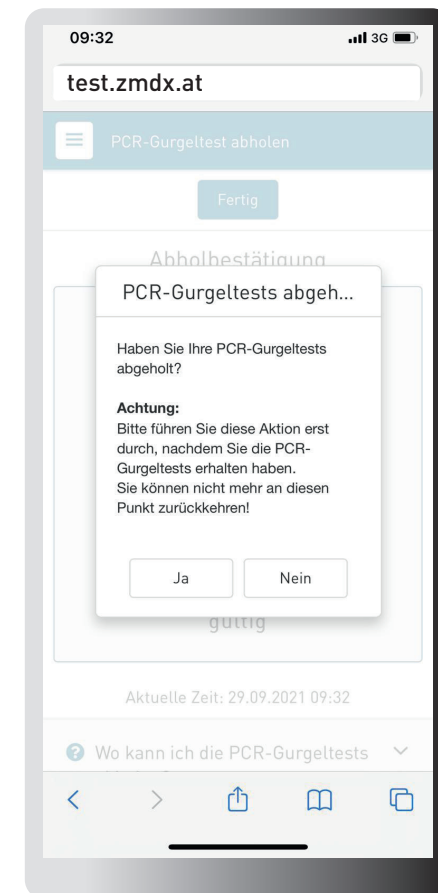 09:32
3G
test.zmdx.at
PCR-Gurgeltest abholen
Fertig
Abholbestätigung
PCR-Gurgeltests abgeh...
Haben Sie Ihre PCR-Gurgeltests
abgeholt?
Achtung:
Bitte führen Sie diese Aktion erst
durch, nachdem Sie die PCR-
Gurgeltests erhalten haben.
Sie können nicht mehr an diesen
Punkt zurückkehren!
Ja
Nein
gültig
Aktuelle Zeit: 29.09.2021 09:32
Wo kann ich die PCR-Gurgeltests